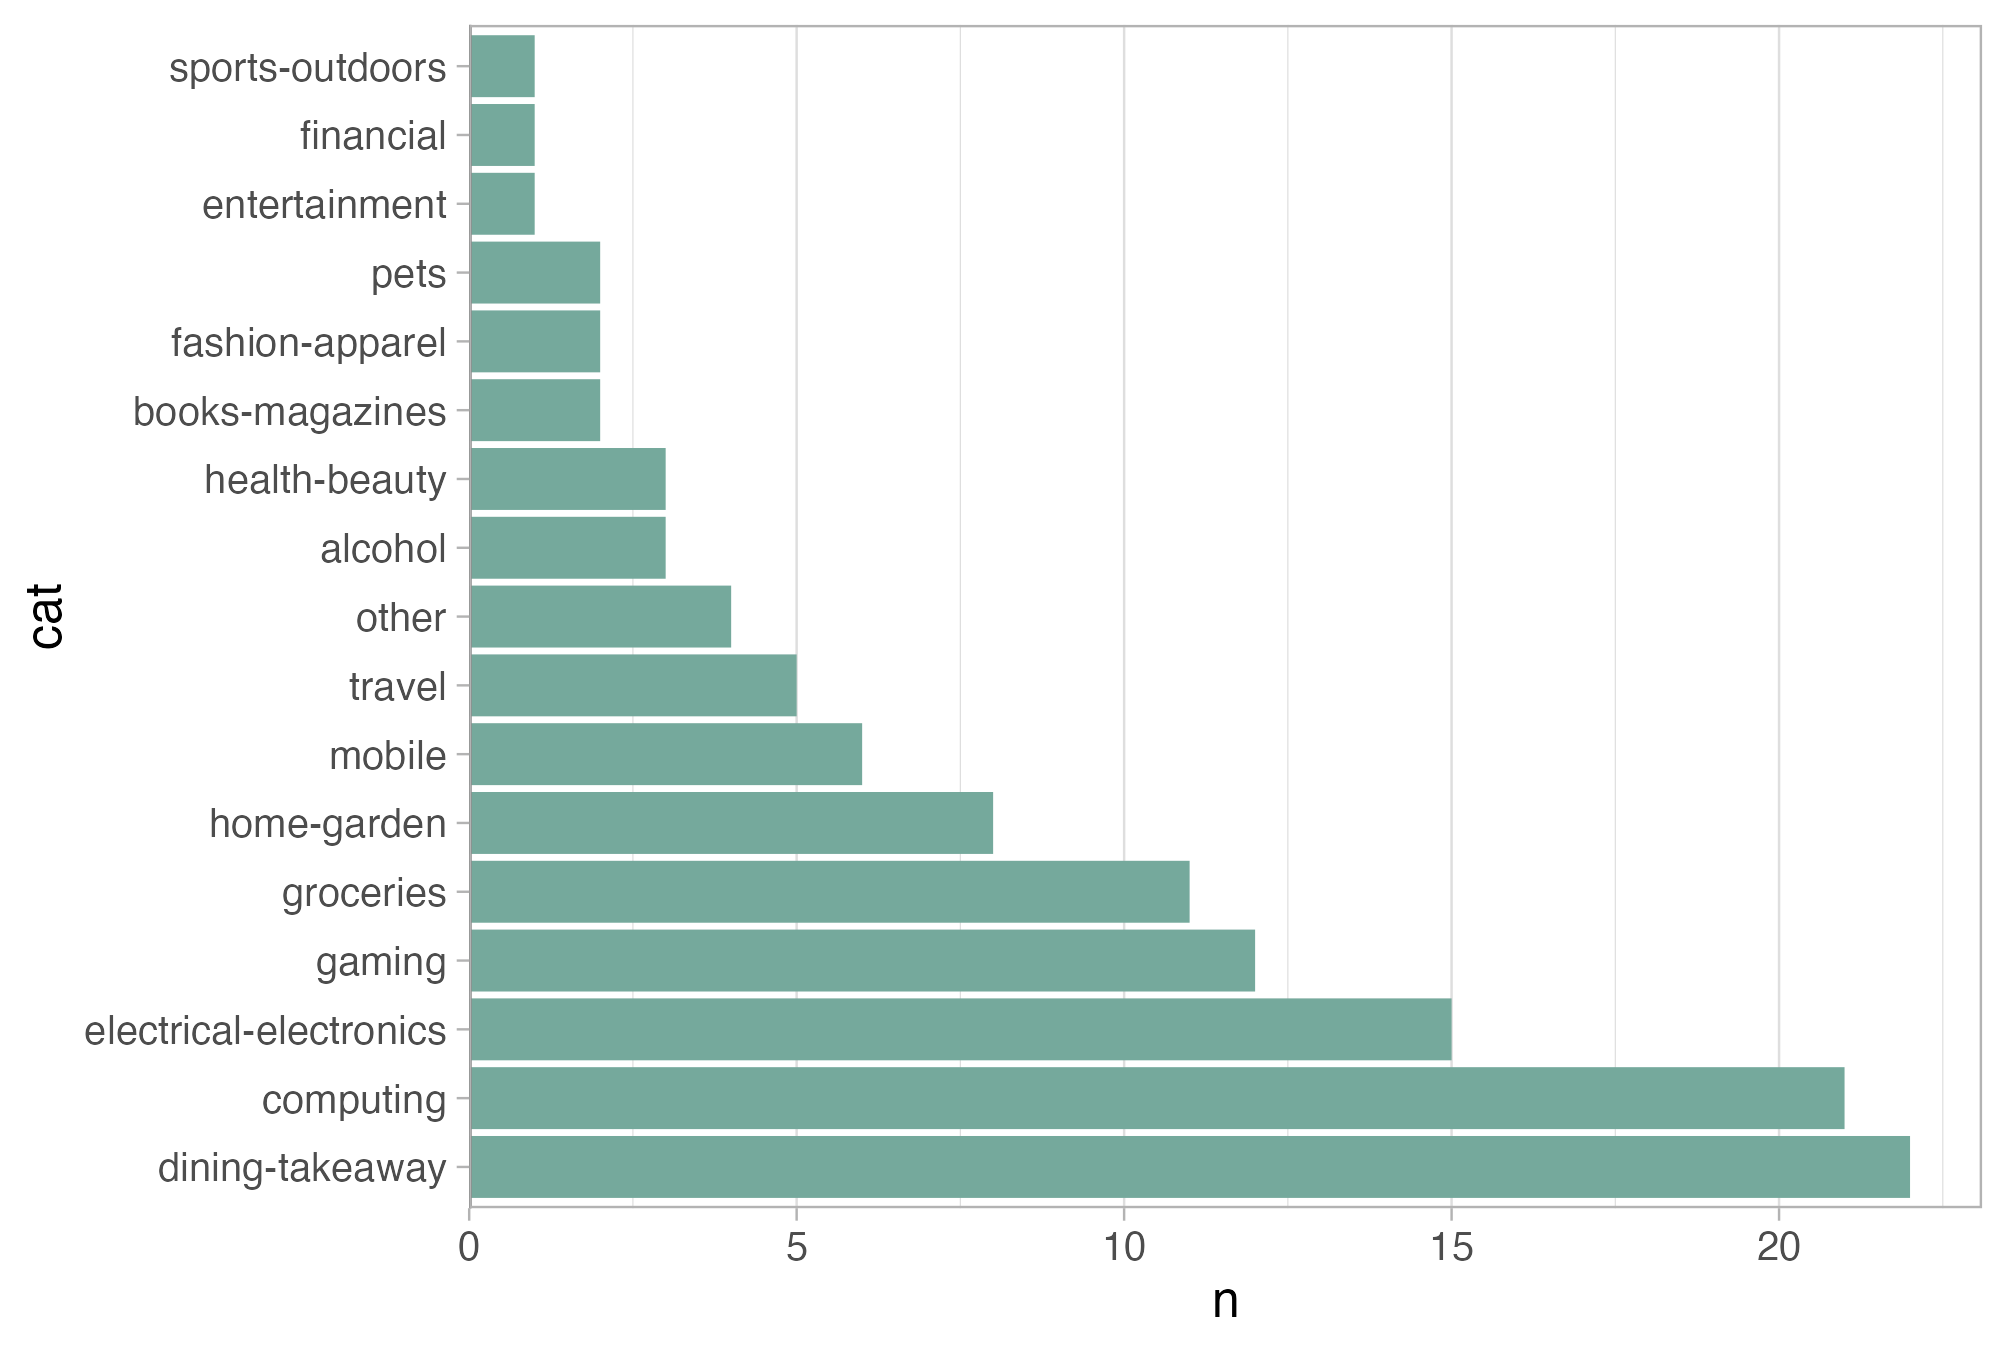 sports-outdoors
financial
entertainment
pets
fashion-apparel
books-magazines
health-beauty
alcohol
other
travel
mobile
home-garden
groceries
gaming
electrical-electronics
computing
dining-takeaway
cat
0 5 10 15 20
n